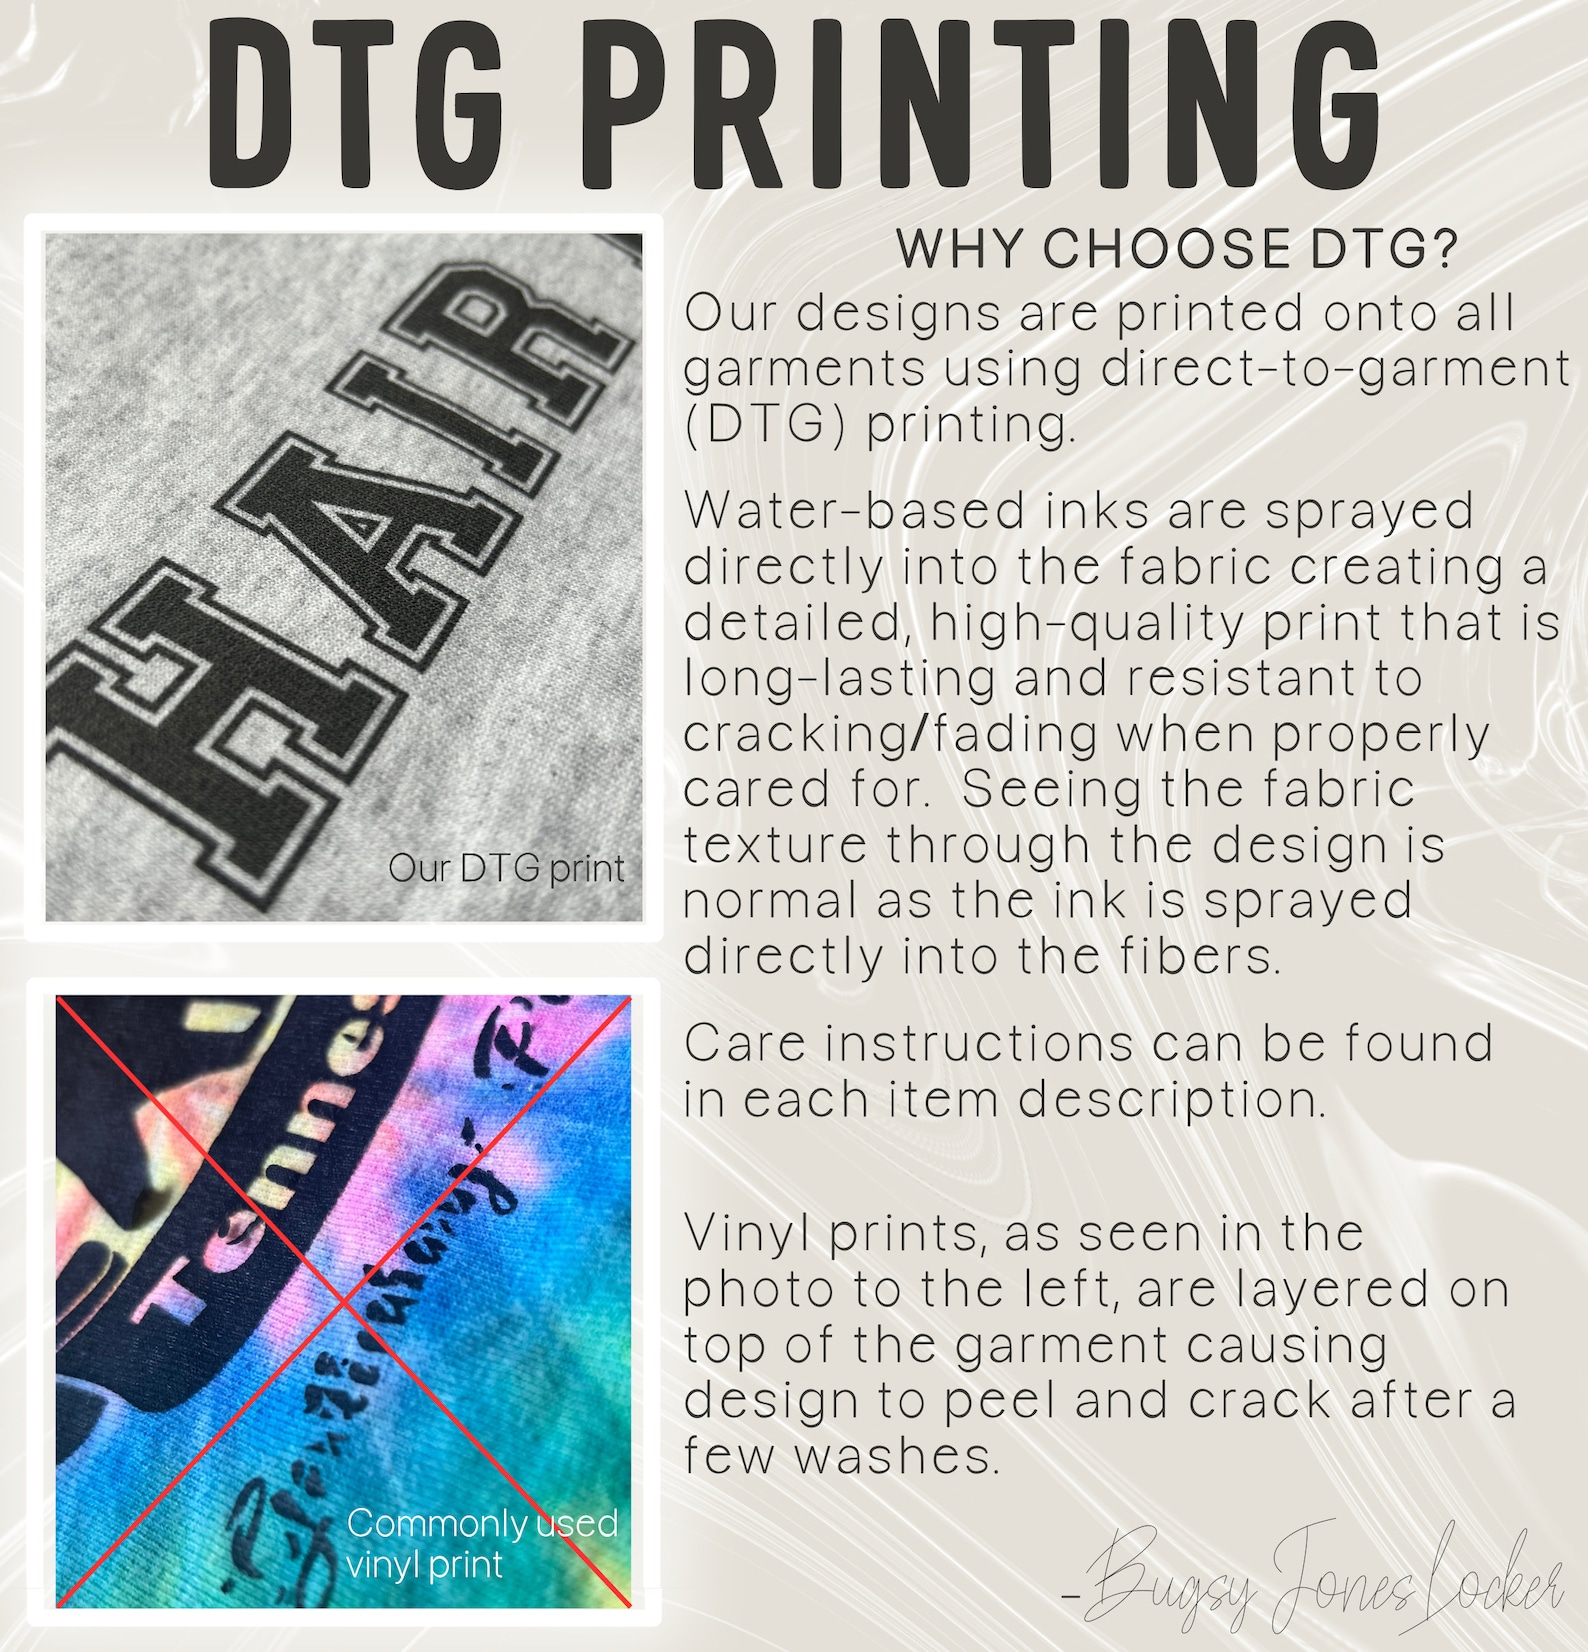 DTG PRINTING
HAIR
Our DTG print
WHY CHOOSE DTG?
Our designs are printed onto all
garments using direct-to-garment
(DTG) printing.
Water-based inks are sprayed
directly into the fabric creating a
detailed, high-quality print that is
long-lasting and resistant to
cracking/fading when properly
cared for. Seeing the fabric
texture through the design is
normal as the ink is sprayed
directly into the fibers.
Care instructions can be found
in each item description.
Tennes
Commonly used
vinyl print
Vinyl prints, as seen in the
photo to the left, are layered on
top of the garment causing
design to peel and crack after a
few washes.
-Bugsy Jones Locker